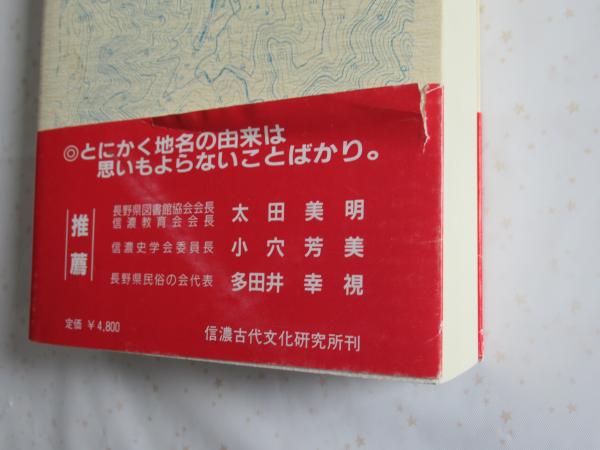 ◎とにかく地名の由来は
思いもよらないことばかり。
推薦
長野県図書館協会会長
信濃教育会会長 太田美明
信濃史学会委員長 小穴芳美
長野県民俗の会代表 多田井幸視
定価 ￥4,800
信濃古代文化研究所刊